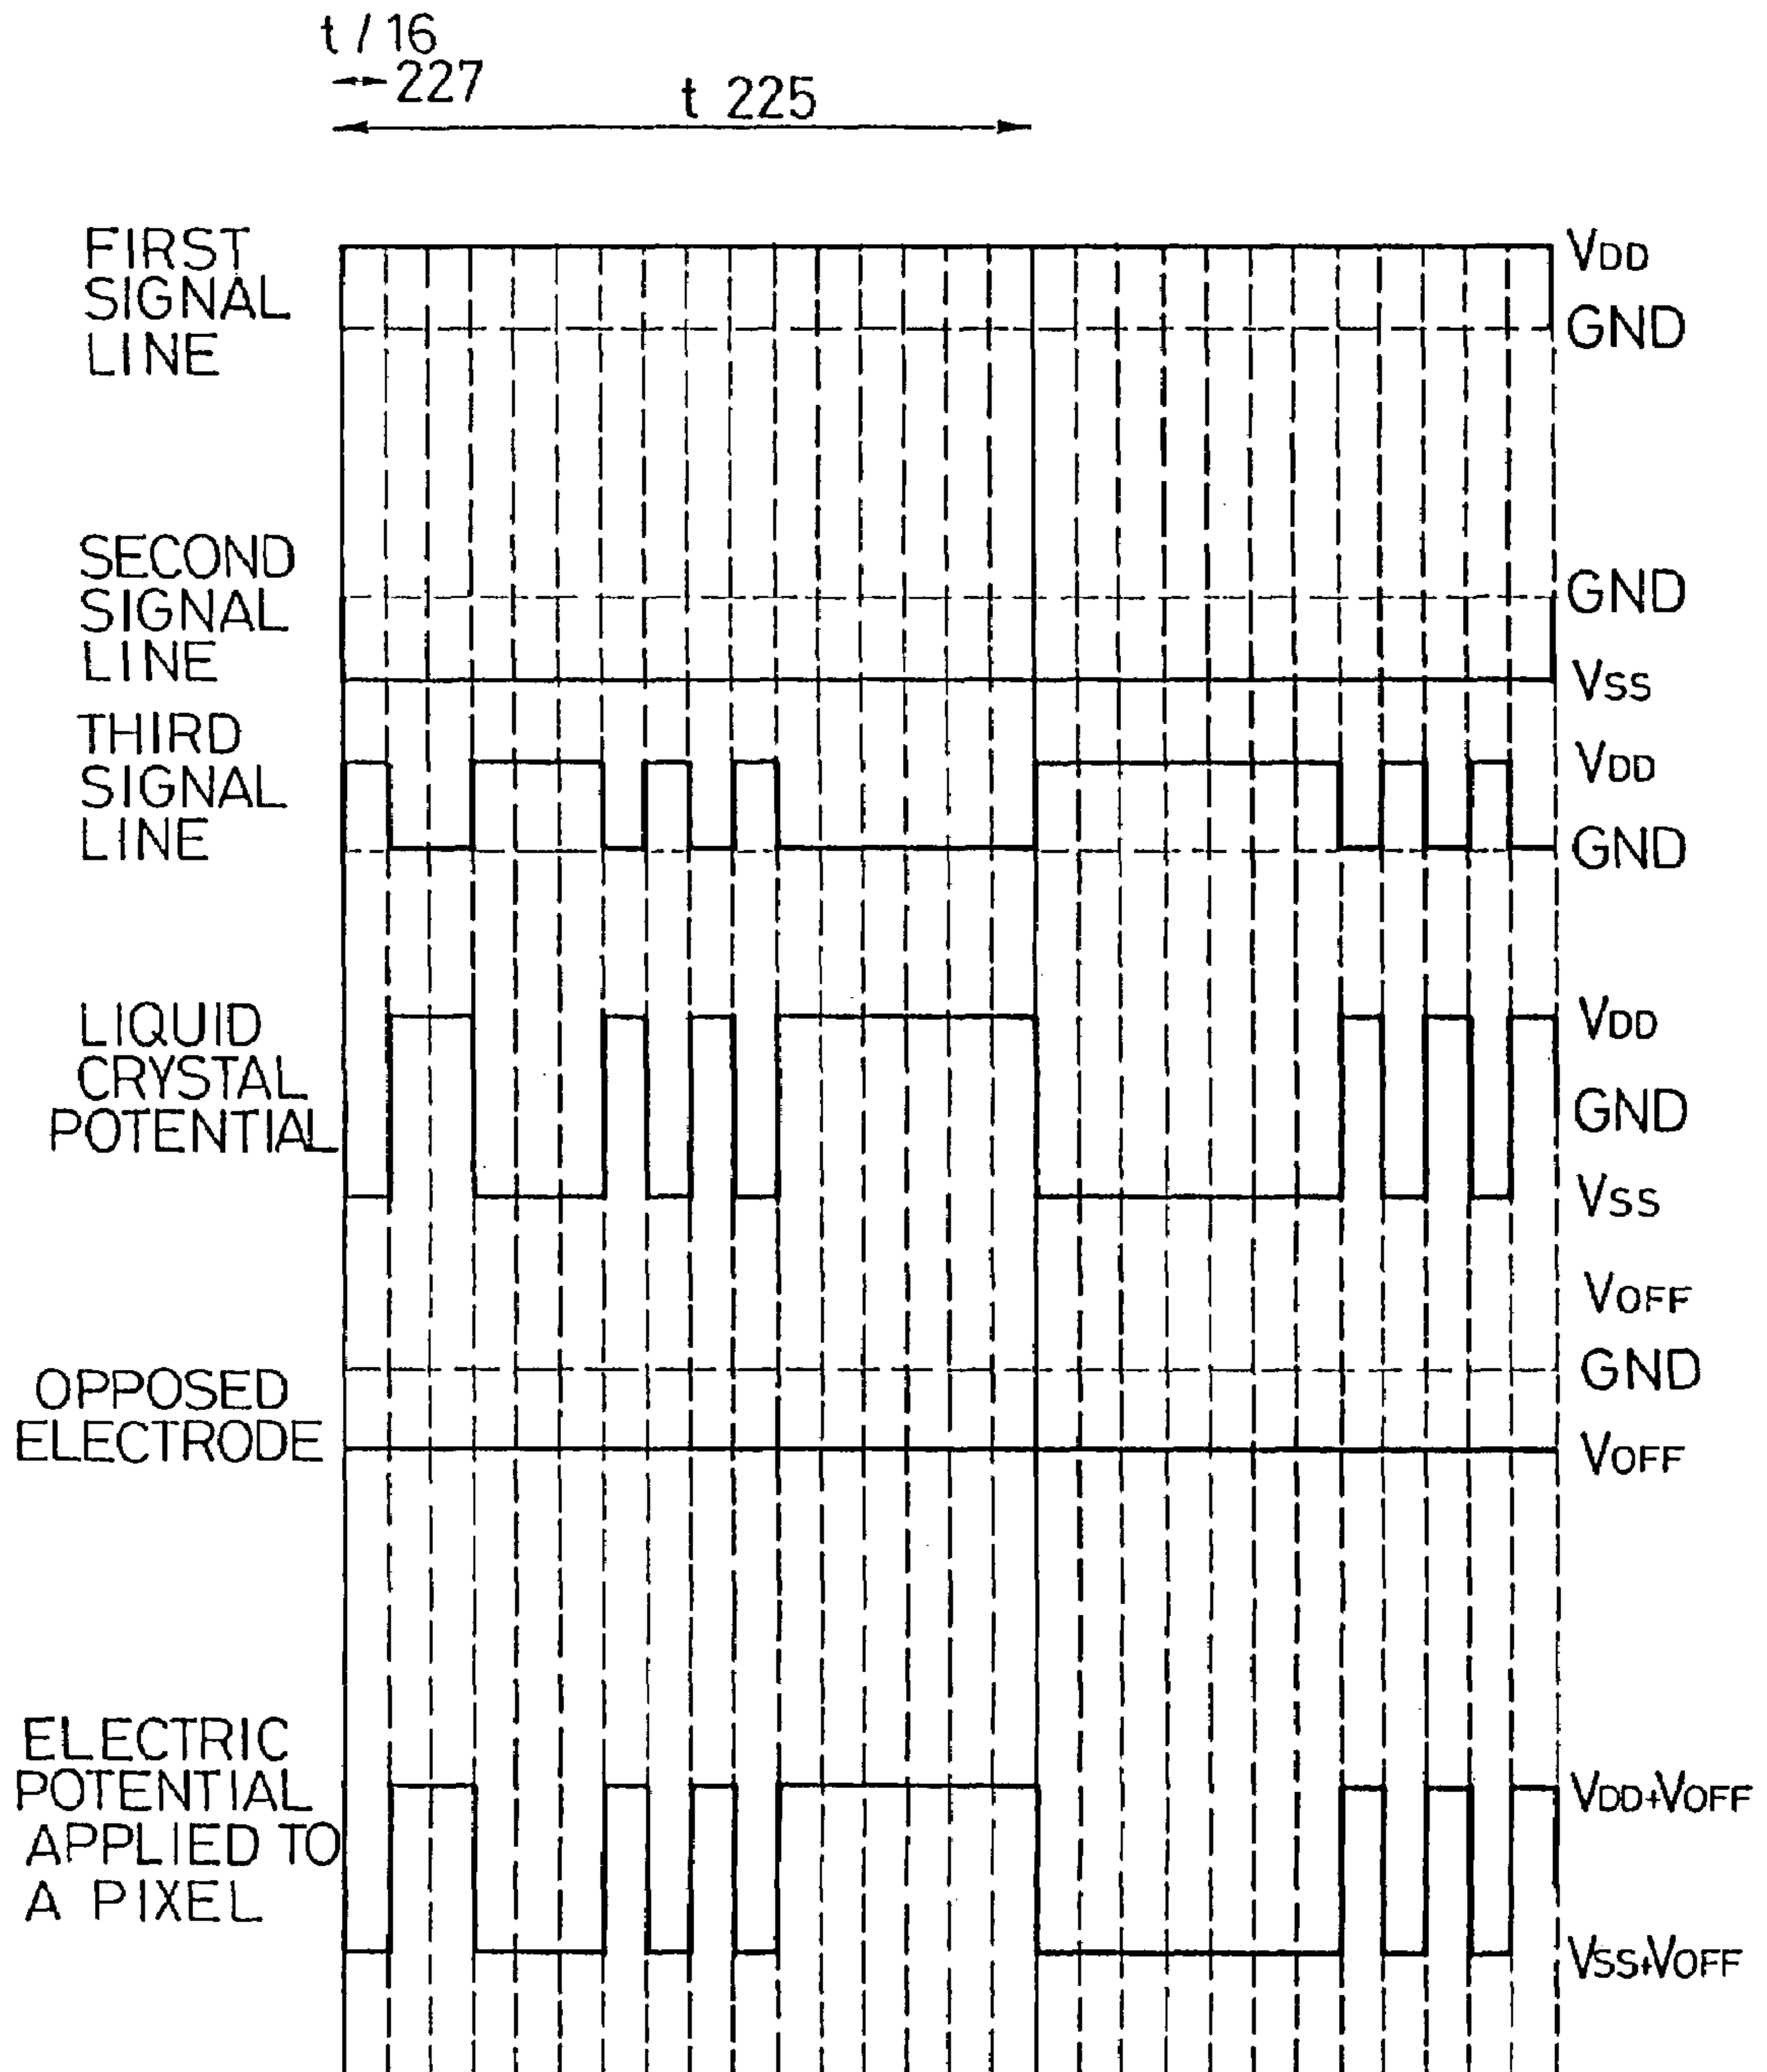 t / 16
227
t 225
FIRST
SIGNAL
LINE
VDD
GND
SECOND
SIGNAL
LINE
GND
VSS
THIRD
SIGNAL
LINE
VDD
GND
LIQUID
CRYSTAL
POTENTIAL
VDD
GND
VSS
VOFF
GND
OPPOSED
ELECTRODE
VOFF
ELECTRIC
POTENTIAL
APPLIED TO
A PIXEL
VDD+VOFF
VSS+VOFF